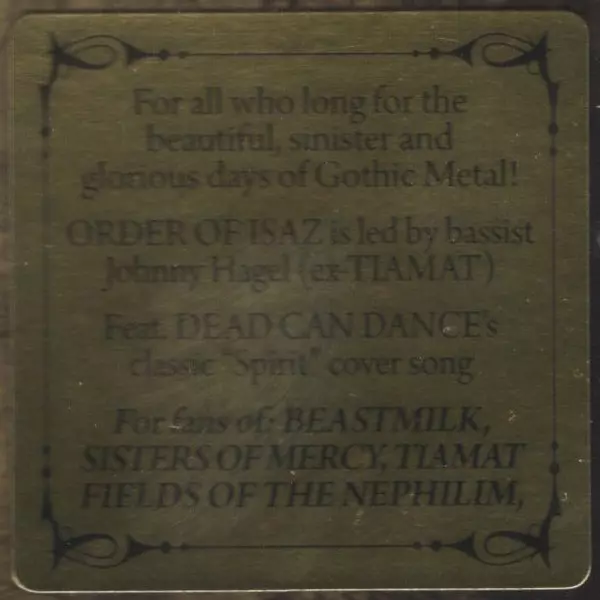 For all who long for the
beautiful, sinister and
glorious days of Gothic Metal!
ORDER OF ISAZ is led by bassist
Johnny Hagel (ex-TIAMAT)
Feat. DEAD CAN DANCE's
classic "Spirit" cover song
For fans of: BEASTMILK,
SISTERS OF MERCY, TIAMAT
FIELDS OF THE NEPHILIM,